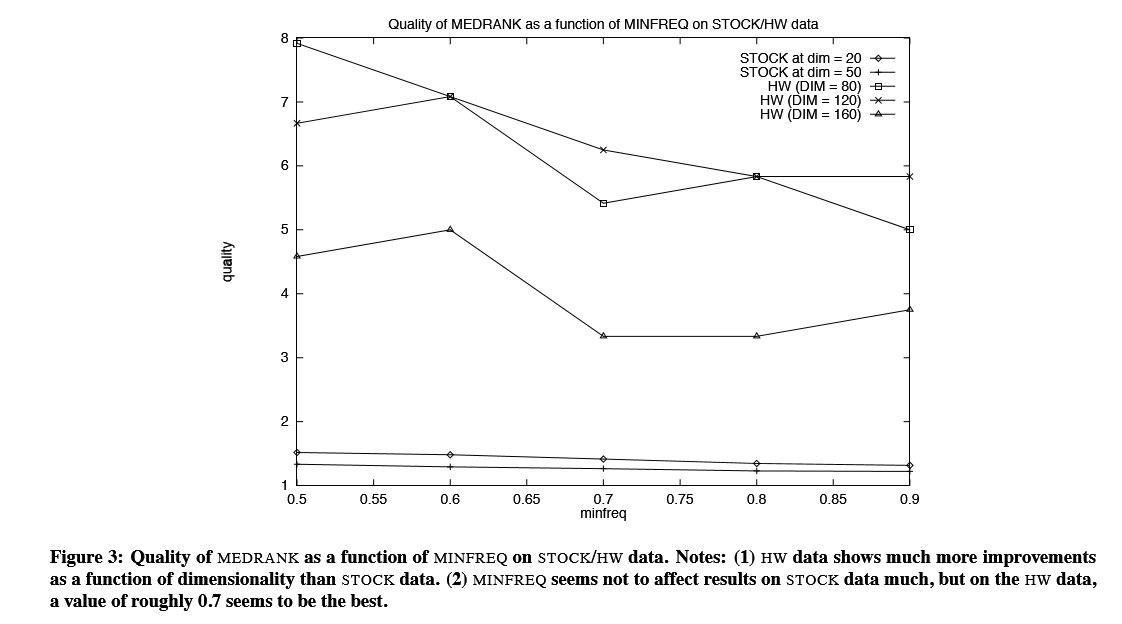 Quality of MEDRANK as a function of MINFREQ on STOCK/HW data
8
7
6
5
4
3
2
1
quality
STOCK at dim = 20
STOCK at dim = 50
HW (DIM = 80)
HW (DIM = 120)
HW (DIM = 160)
0.5 0.55 0.6 0.65 0.7 0.75 0.8 0.85 0.9
minfreq
Figure 3: Quality of MEDRANK as a function of MINFREQ on STOCK/HW data. Notes: (1) HW data shows much more improvements
as a function of dimensionality than STOCK data. (2) MINFREQ seems not to affect results on STOCK data much, but on the HW data,
a value of roughly 0.7 seems to be the best.